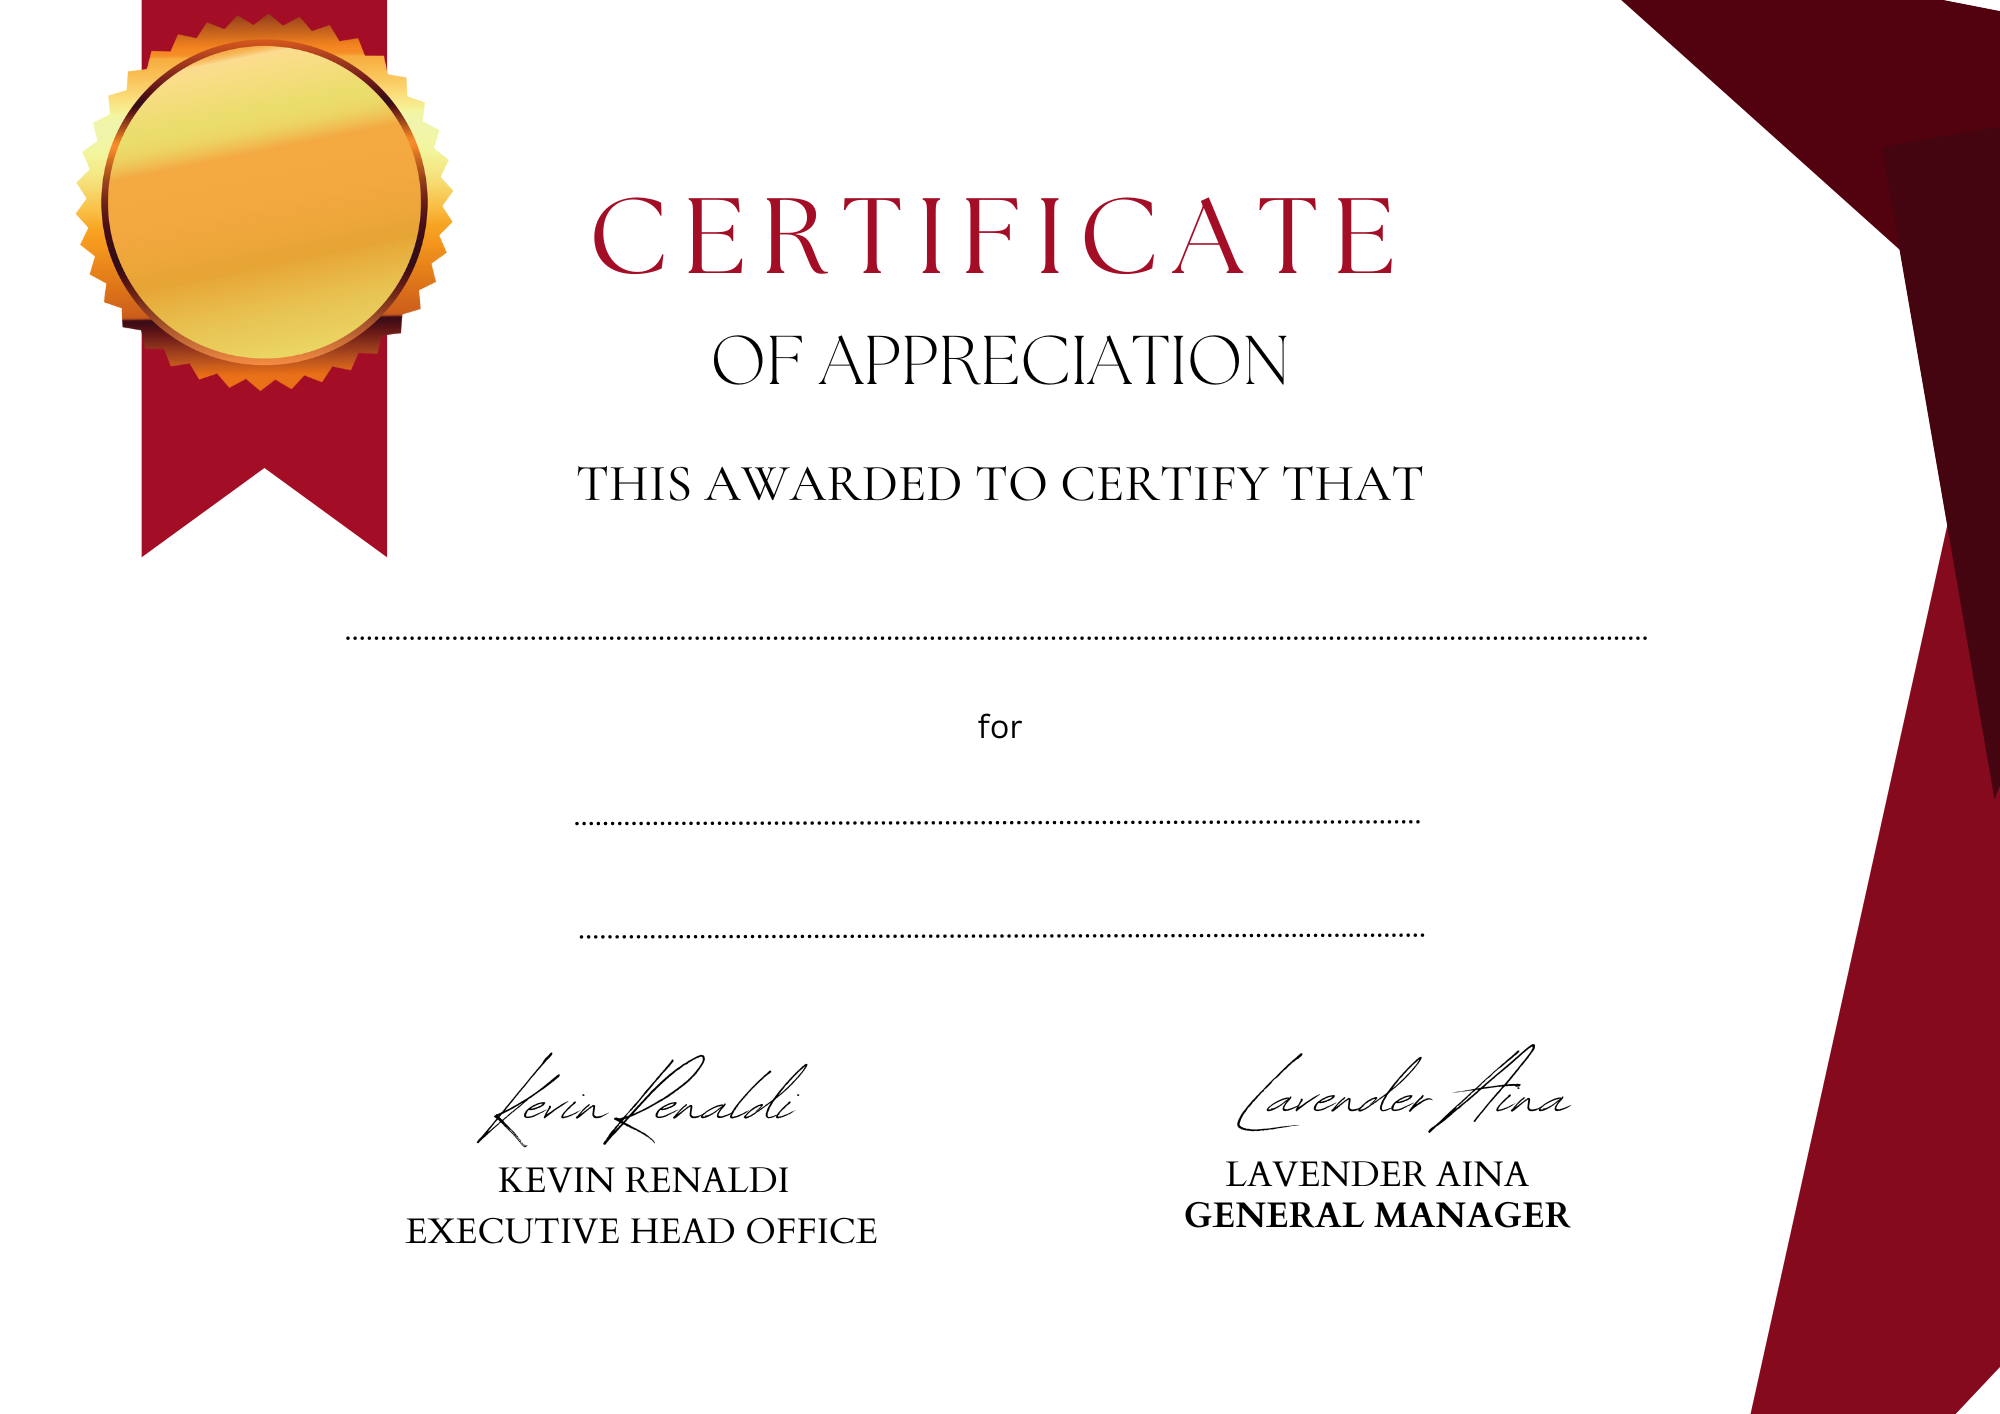 CERTIFICATE
OF APPRECIATION
THIS AWARDED TO CERTIFY THAT
for
Kevin Renaldi
KEVIN RENALDI
EXECUTIVE HEAD OFFICE
Lavender Aina
LAVENDER AINA
GENERAL MANAGER